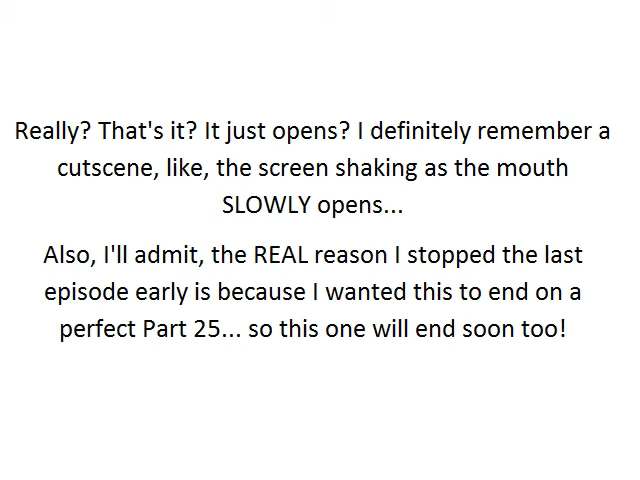 Really? That's it? It just opens? I definitely remember a
cutscene, like, the screen shaking as the mouth
SLOWLY opens...
Also, I'll admit, the REAL reason I stopped the last
episode early is because I wanted this to end on a
perfect Part 25... so this one will end soon too!